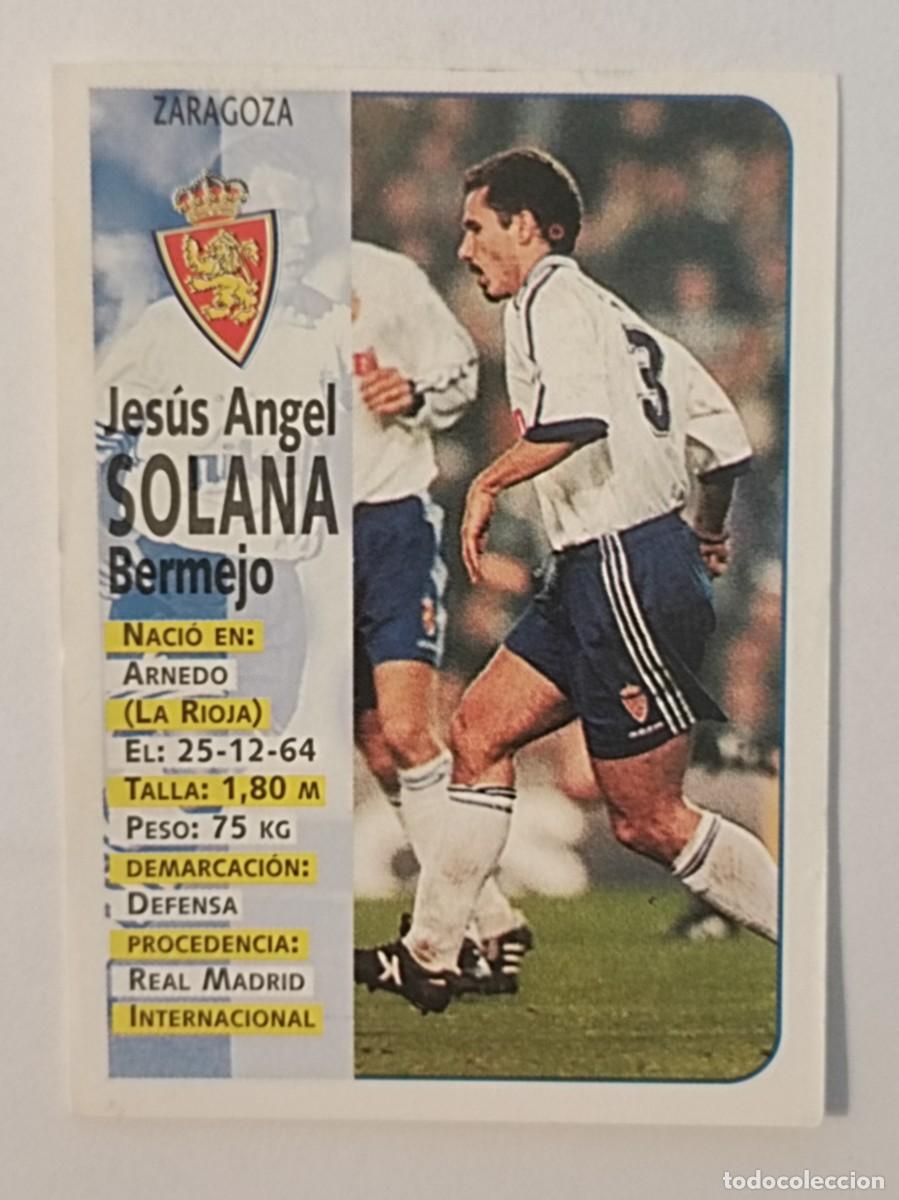 ZARAGOZA
Jesús Angel
SOLANA
Bermejo
NACIÓ EN:
ARNEDO
(LA RIOJA)
EL: 25-12-64
TALLA: 1,80 M
PESO: 75 KG
DEMARCACIÓN:
DEFENSA
PROCEDENCIA:
REAL MADRID
INTERNACIONAL
3
K
todocoleccion